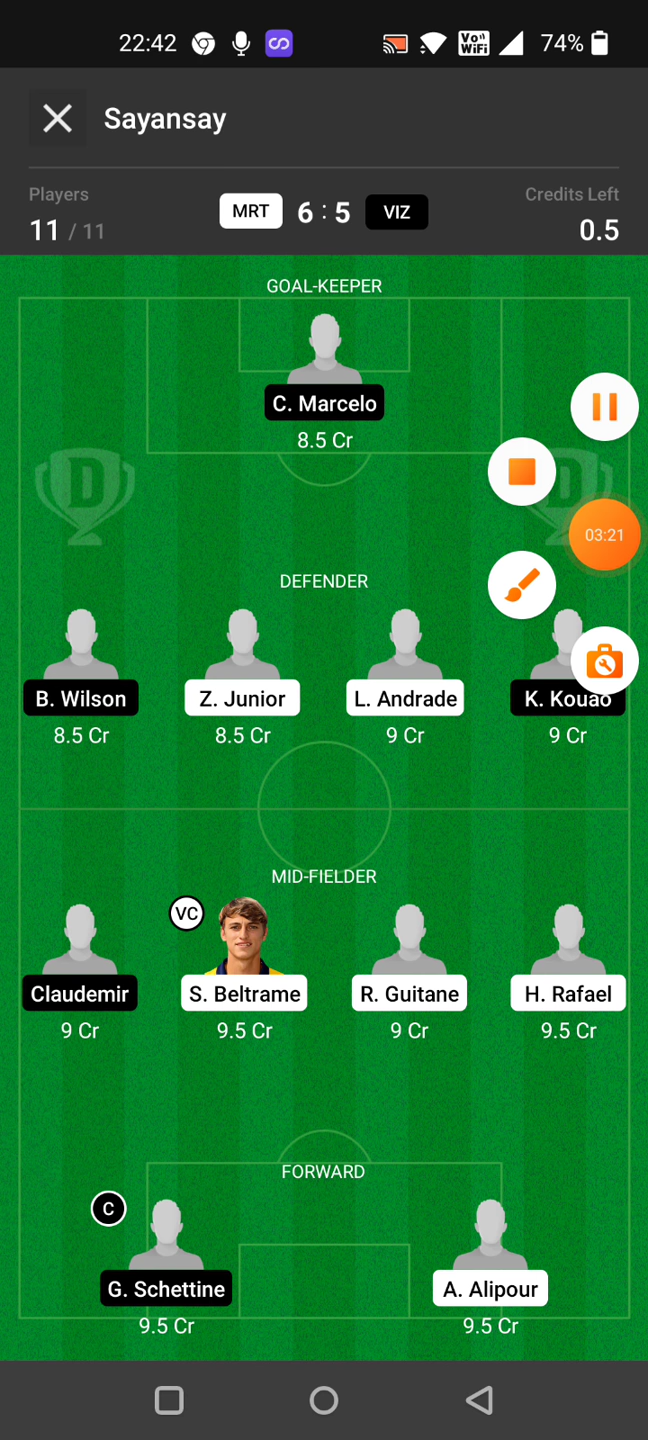 22:42 Vo)) WiFi 74%
Sayansay
Players Credits Left
11 / 11 MRT 6 : 5 VIZ 0.5
GOAL-KEEPER
C. Marcelo
8.5 Cr
D
03:21
DEFENDER
B. Wilson Z. Junior L. Andrade K. Kouao
8.5 Cr 8.5 Cr 9 Cr 9 Cr
MID-FIELDER
VC
Claudemir S. Beltrame R. Guitane H. Rafael
9 Cr 9.5 Cr 9 Cr 9.5 Cr
FORWARD
C
G. Schettine A. Alipour
9.5 Cr 9.5 Cr